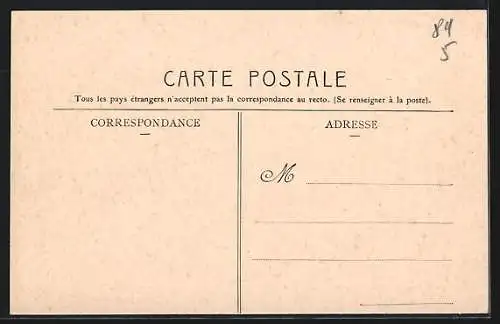 84
5
CARTE POSTALE
Tous les pays étrangers n'acceptent pas la correspondance au recto. (Se renseigner à la poste).
CORRESPONDANCE
ADRESSE
M